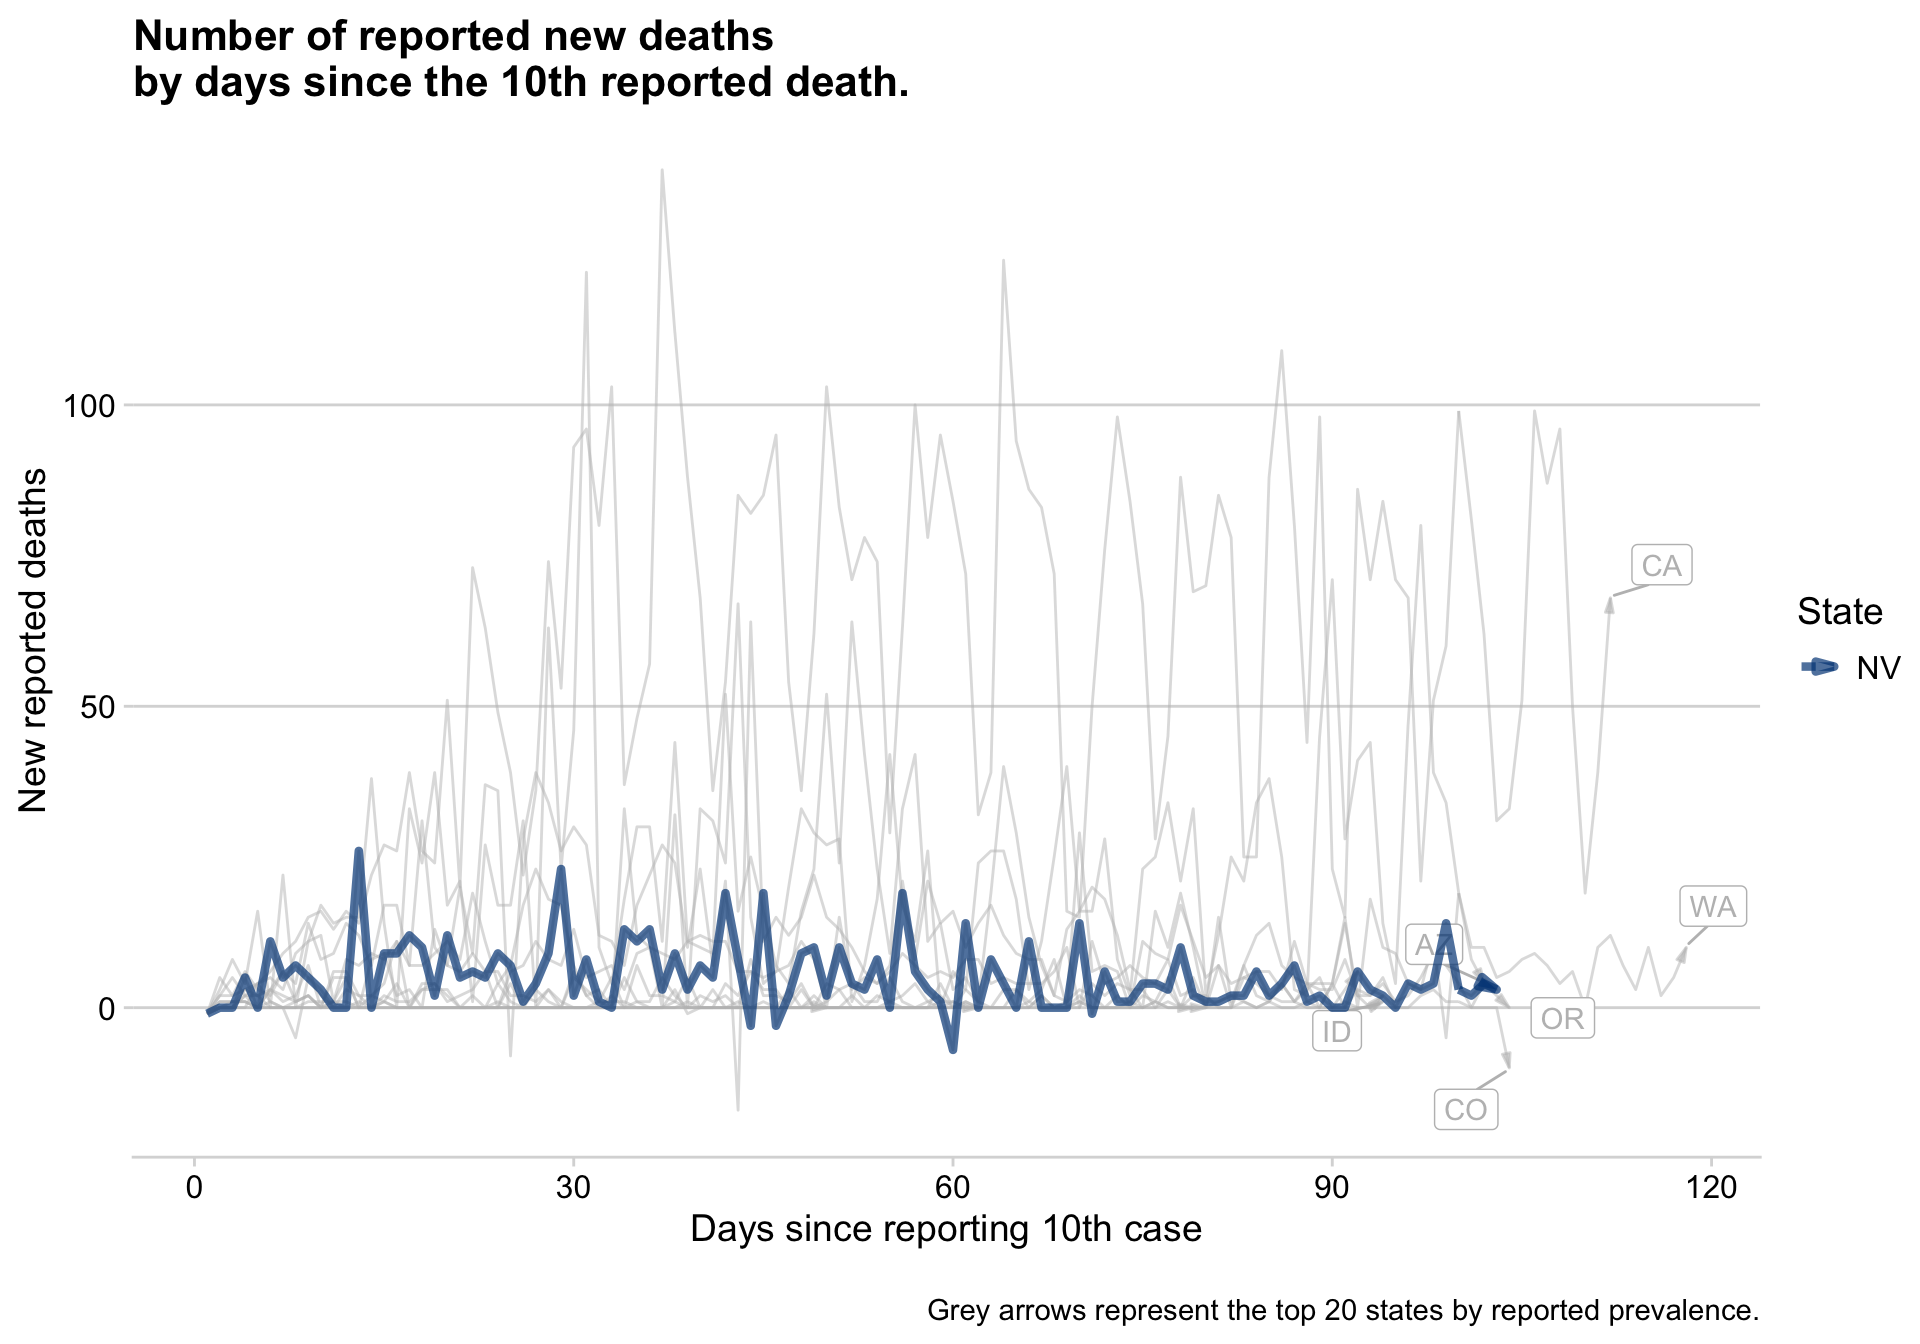 Number of reported new deaths
by days since the 10th reported death.
New reported deaths
100
50
0
CA
WA
AZ
OR
ID
CO
State
NV
0 30 60 90 120
Days since reporting 10th case
Grey arrows represent the top 20 states by reported prevalence.